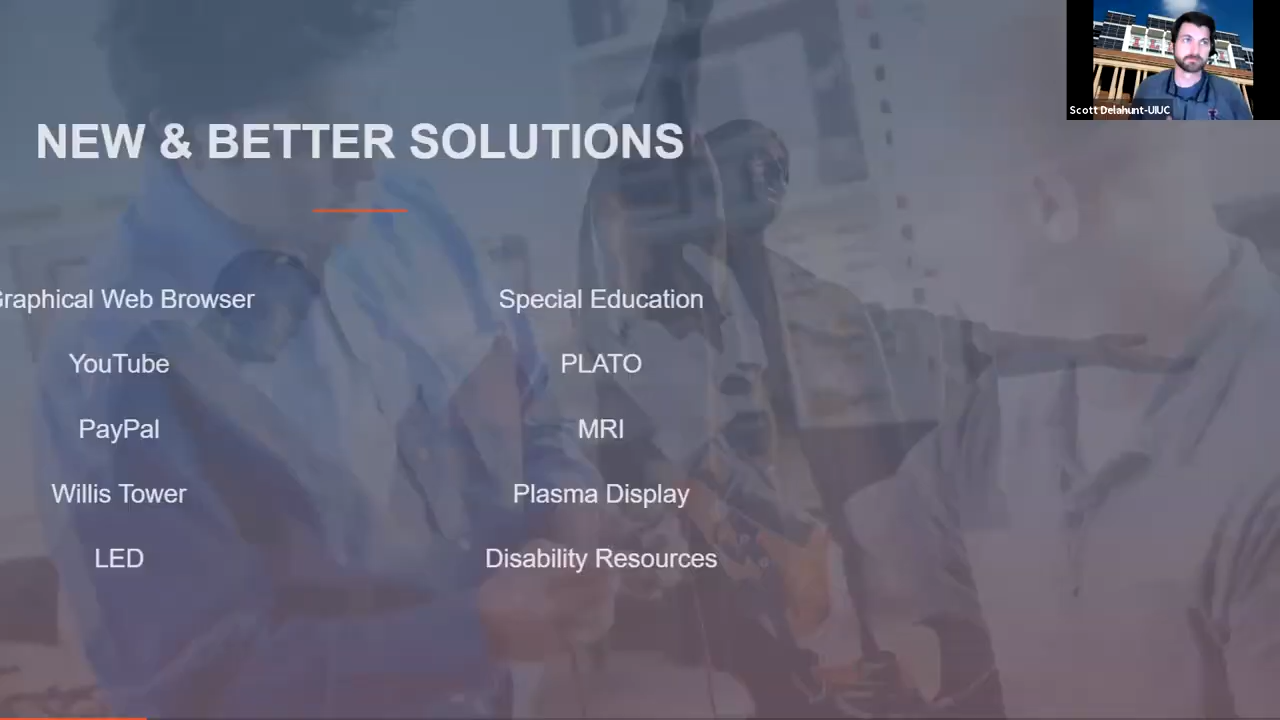 NEW & BETTER SOLUTIONS
Graphical Web Browser
Special Education
YouTube
PLATO
PayPal
MRI
Willis Tower
Plasma Display
LED
Disability Resources
Scott Delahunt-UIUC